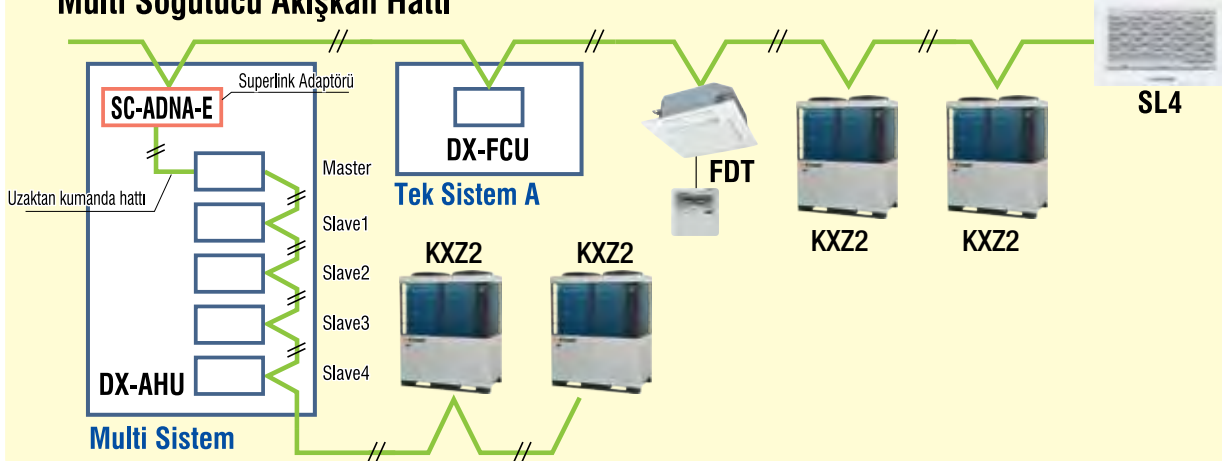 Multi Soğutucu Akışkan Hattı
SC-ADNA-E
Superlink Adaptörü
Uzaktan kumanda hattı
Master
Slave1
Slave2
Slave3
Slave4
DX-AHU
Multi Sistem
DX-FCU
Tek Sistem A
FDT
KXZ2
KXZ2
KXZ2
KXZ2
SL4